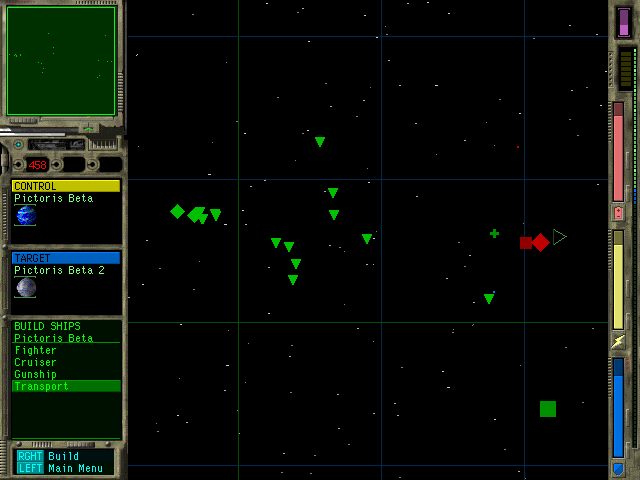 458
CONTROL
Pictoris Beta
TARGET
Pictoris Beta 2
BUILD SHIPS
Pictoris Beta
Fighter
Cruiser
Gunship
Transport
RGHT Build
LEFT Main Menu